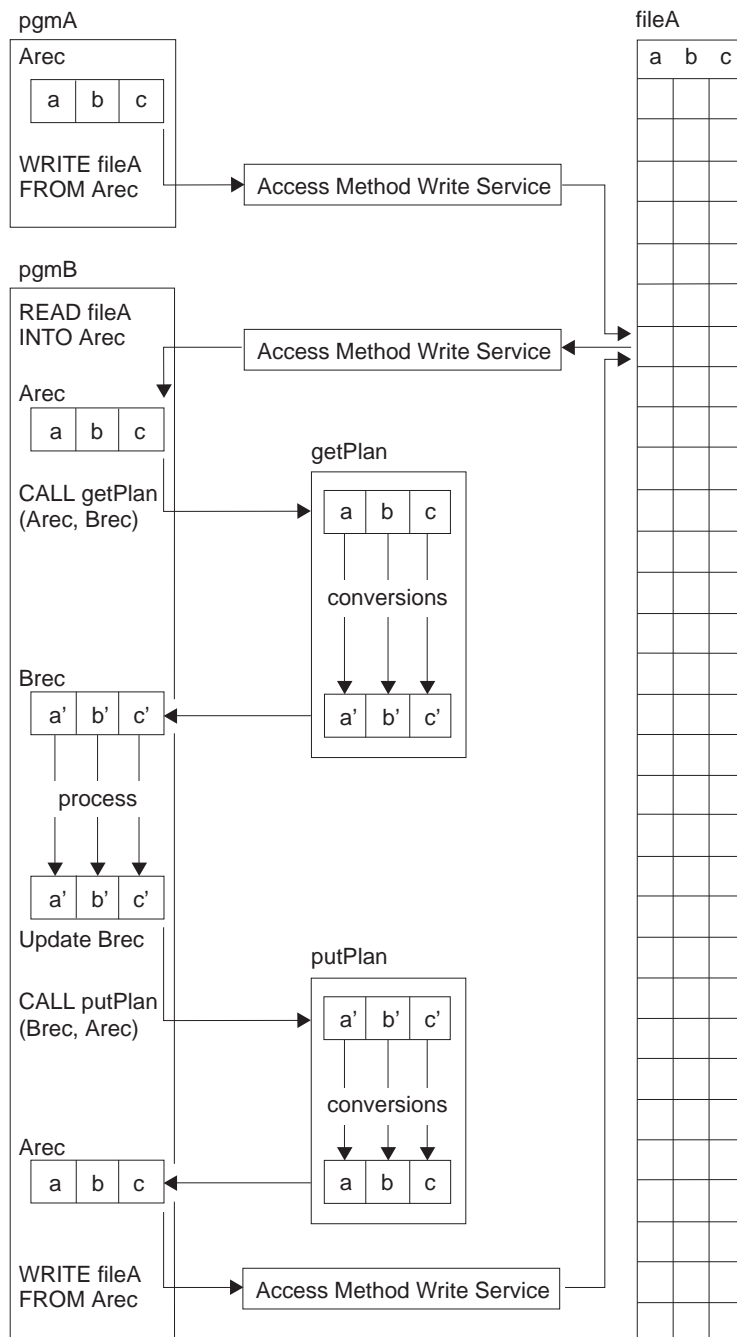 pgmA
Arec
a b c
WRITE fileA
FROM Arec
Access Method Write Service
fileA
a b c
pgmB
READ fileA
INTO Arec
Access Method Write Service
Arec
a b c
CALL getPlan
(Arec, Brec)
getPlan
a b c
conversions
a' b' c'
Brec
a' b' c'
process
a' b' c'
Update Brec
CALL putPlan
(Brec, Arec)
putPlan
a' b' c'
conversions
a b c
Arec
a b c
WRITE fileA
FROM Arec
Access Method Write Service